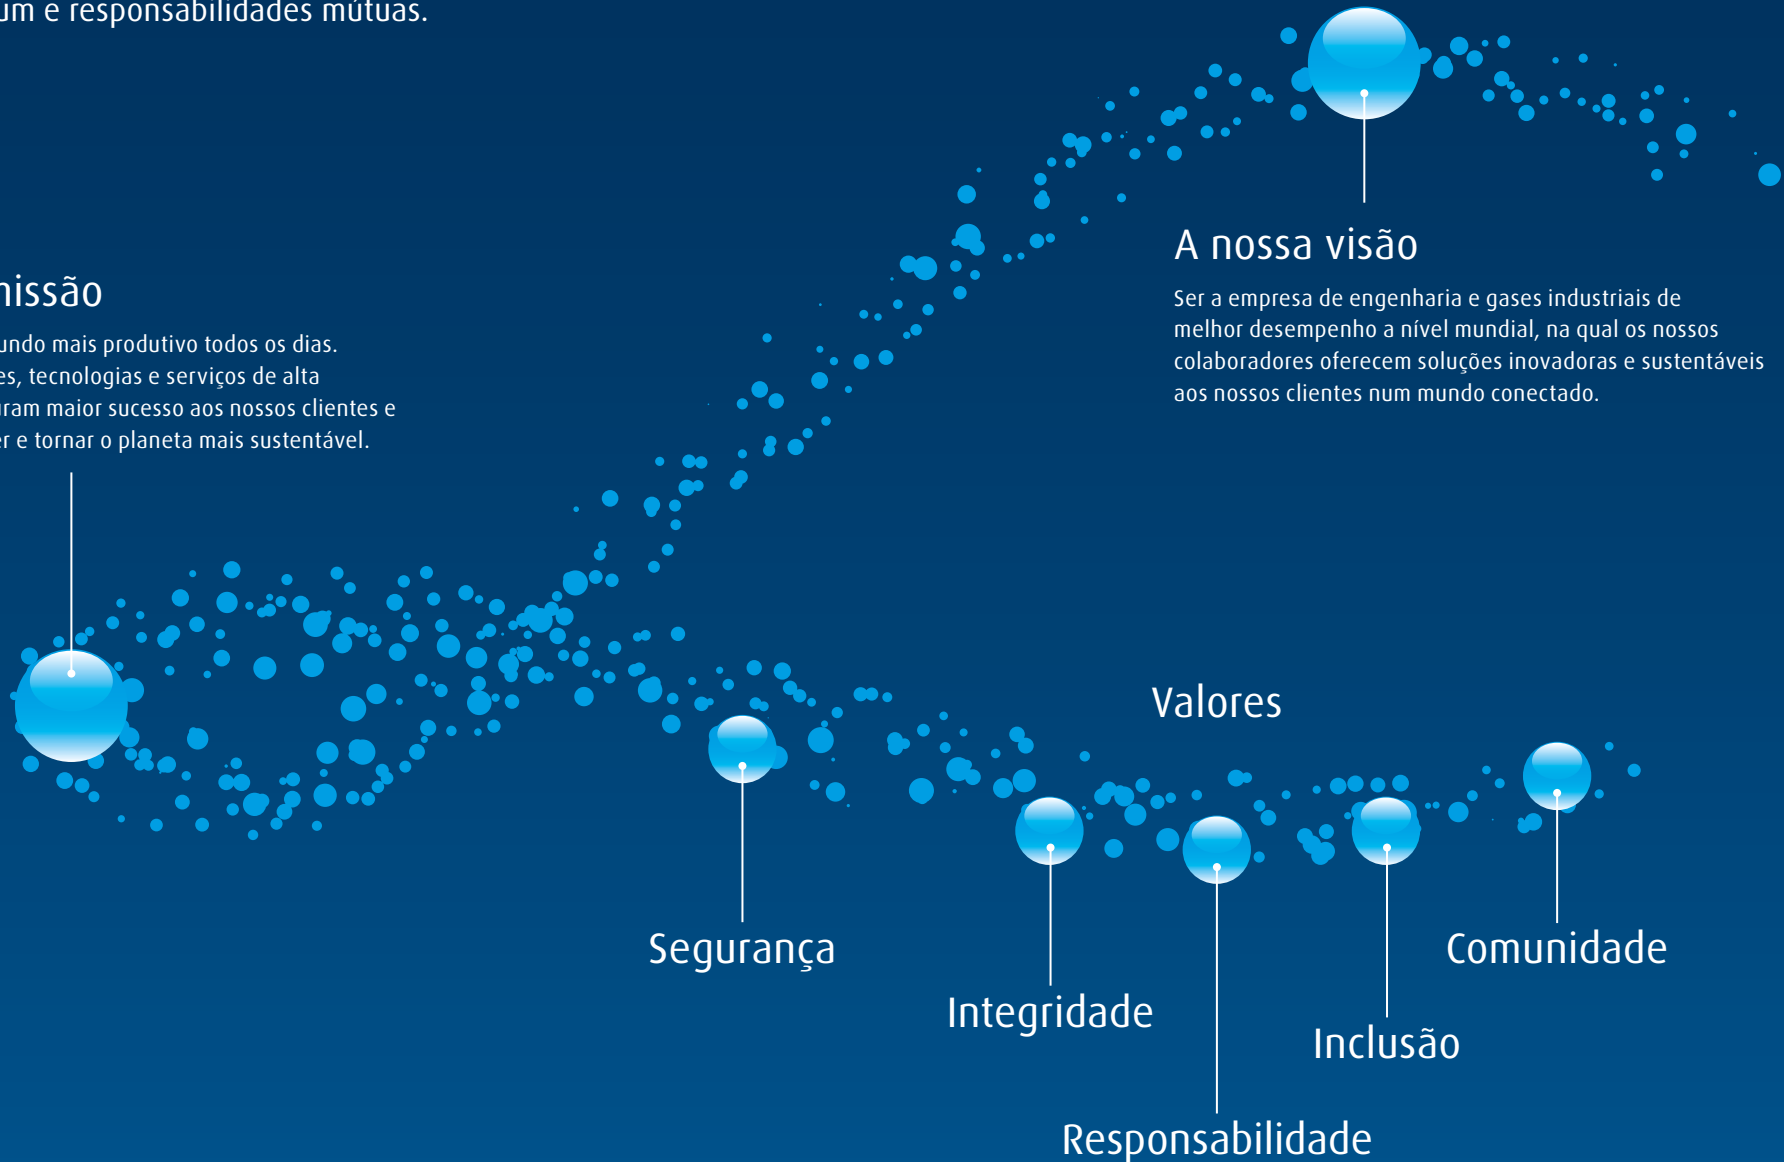 um e responsabilidades mútuas.
A nossa visão
Ser a empresa de engenharia e gases industriais de
melhor desempenho a nível mundial, na qual os nossos
colaboradores oferecem soluções inovadoras e sustentáveis
aos nossos clientes num mundo conectado.
missão
undo mais produtivo todos os dias.
es, tecnologias e serviços de alta
uram maior sucesso aos nossos clientes e
er e tornar o planeta mais sustentável.
Valores
Segurança
Integridade
Responsabilidade
Inclusão
Comunidade